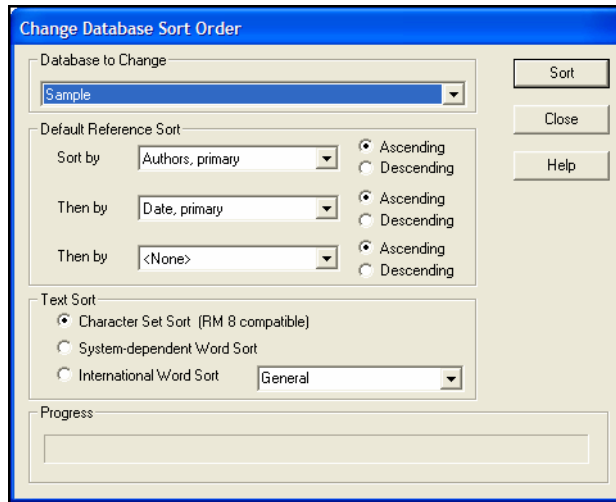 Change Database Sort Order
Database to Change
Sample
Sort
Close
Help
Default Reference Sort
Sort by
Authors, primary
Ascending
Descending
Then by
Date, primary
Ascending
Descending
Then by
<None>
Ascending
Descending
Text Sort
Character Set Sort (RM 8 compatible)
System-dependent Word Sort
International Word Sort
General
Progress